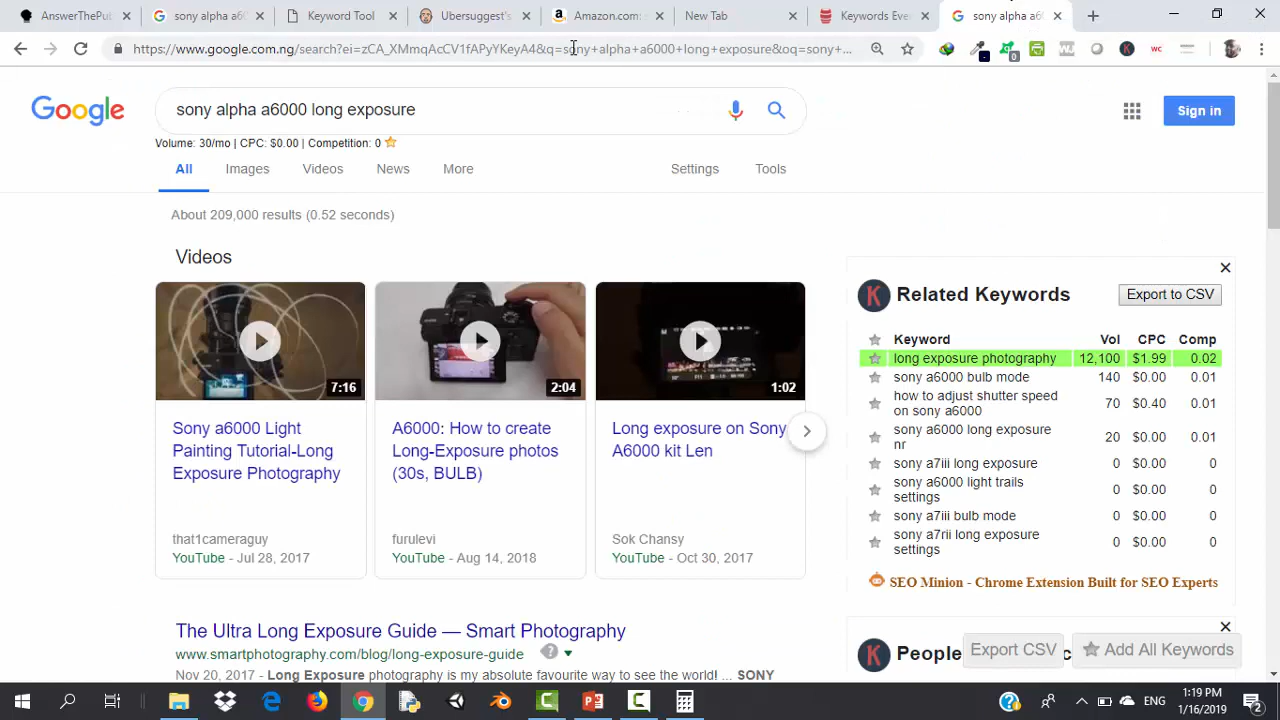 AnswerThePub
sony alpha a60
Keyword Tool
Ubersuggest's
Amazon.com:
New Tab
Keywords Eve
sony alpha a60
https://www.google.com.ng/search?ei=zCA_XMmqAcCV1fAPyYKeyA4&q=sony+alpha+a6000+long+exposure&oq=sony+...
Google
sony alpha a6000 long exposure
Sign in
Volume: 30/mo | CPC: $0.00 | Competition: 0
All Images Videos News More Settings Tools
About 209,000 results (0.52 seconds)
Videos
7:16
Sony a6000 Light
Painting Tutorial-Long
Exposure Photography
that1cameraguy
YouTube - Jul 28, 2017
2:04
A6000: How to create
Long-Exposure photos
(30s, BULB)
furulevi
YouTube - Aug 14, 2018
1:02
Long exposure on Sony
A6000 kit Len
Sok Chansy
YouTube - Oct 30, 2017
The Ultra Long Exposure Guide — Smart Photography
www.smartphotography.com/blog/long-exposure-guide
Nov 20, 2017 - Long Exposure photography is my absolute favourite way to see the world! ... SONY
K Related Keywords Export to CSV
Keyword Vol CPC Comp
long exposure photography 12,100 $1.99 0.02
sony a6000 bulb mode 140 $0.00 0.01
how to adjust shutter speed
on sony a6000 70 $0.40 0.01
sony a6000 long exposure
nr 20 $0.00 0.01
sony a7iii long exposure 0 $0.00 0
sony a6000 light trails
settings 0 $0.00 0
sony a7iii bulb mode 0 $0.00 0
sony a7rii long exposure
settings 0 $0.00 0
SEO Minion - Chrome Extension Built for SEO Experts
K People
Export CSV
Add All Keywords
ENG
1:19 PM
1/16/2019
2